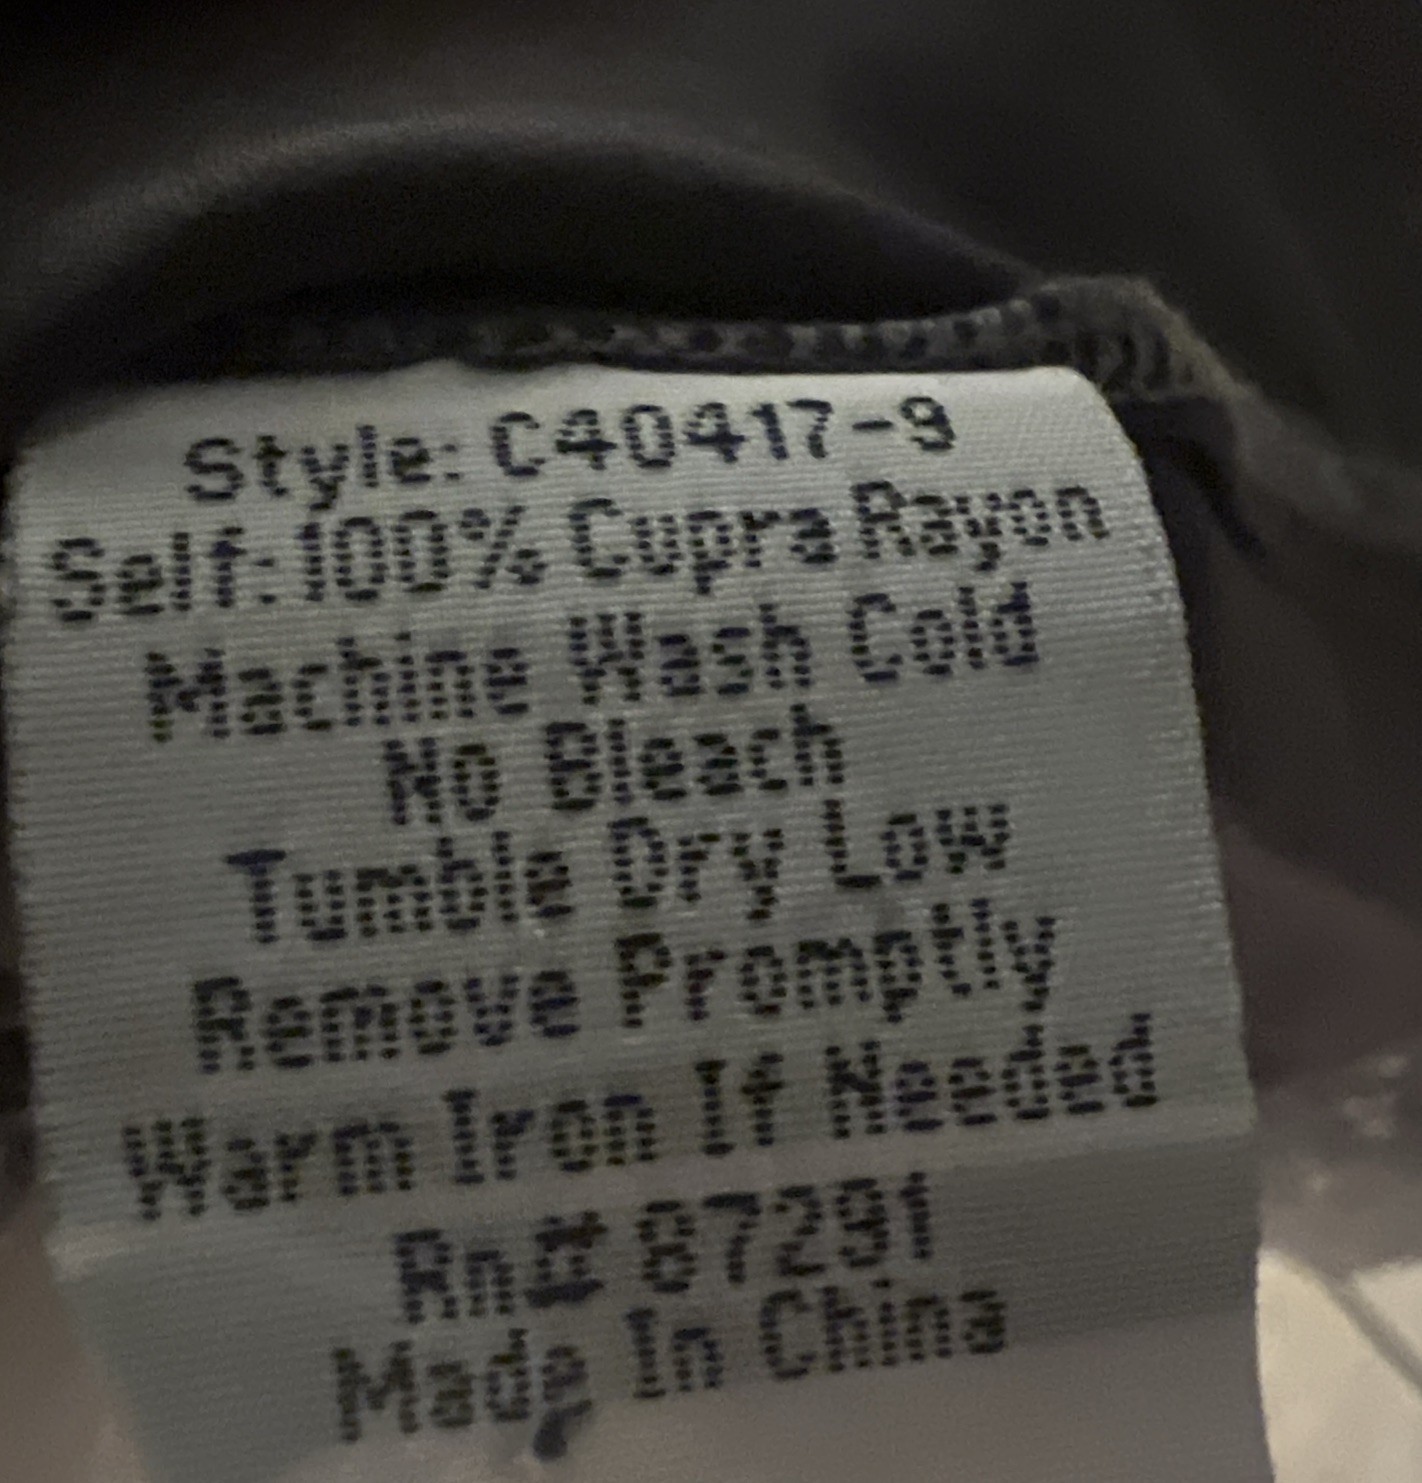 Style: C40417-9
Self:100% Cupra Rayon
Machine Wash Cold
No Bleach
Tumble Dry Low
Remove Promptly
Warm Iron If Needed
Rn# 87291
Made In China